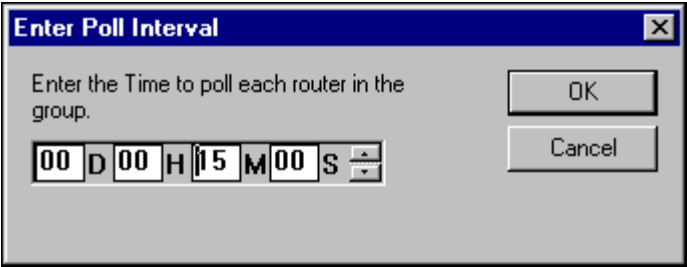 Enter Poll Interval
Enter the Time to poll each router in the
group.
OK
00 D 00 H 15 M 00 S
Cancel